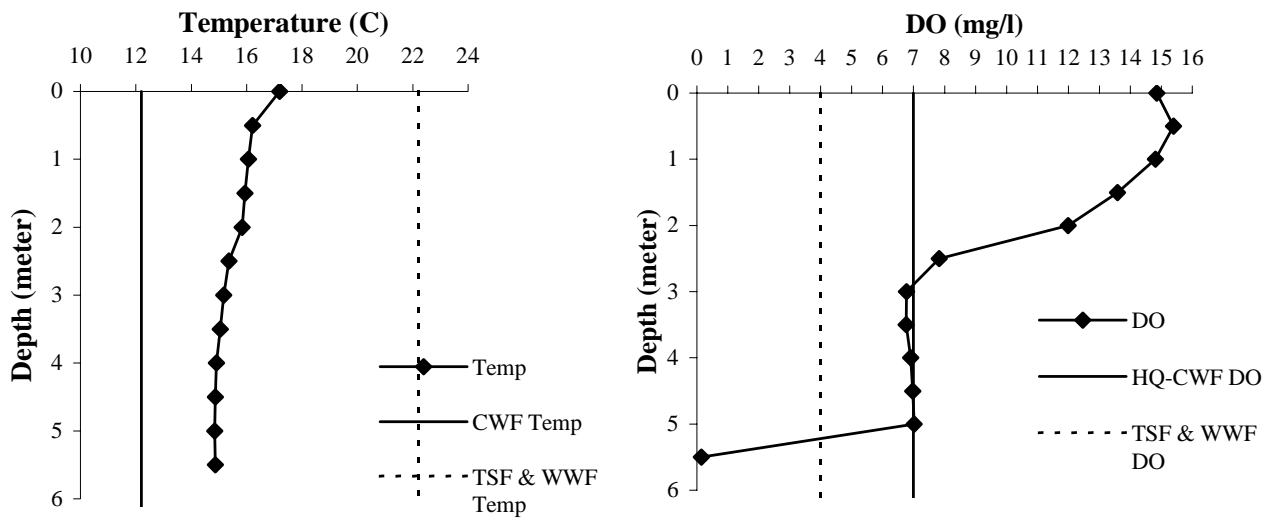 Temperature (C)
10 12 14 16 18 20 22 24
0
1
2
3
4
5
6
Depth (meter)
Temp
CWF Temp
TSF & WWF
Temp
DO (mg/l)
0 1 2 3 4 5 6 7 8 9 10 11 12 13 14 15 16
0
1
2
3
4
5
6
Depth (meter)
DO
HQ-CWF DO
TSF & WWF
DO